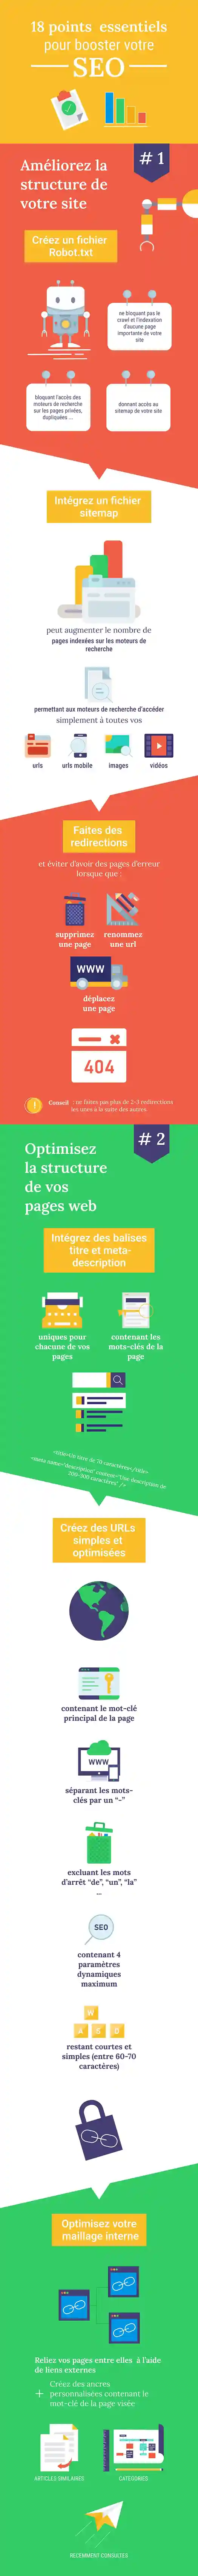 18 points essentiels
pour booster votre
SEO
# 1
Améliorez la
structure de
votre site
Créez un fichier
Robot.txt
ne bloquant pas le
crawl et l'indexation
d'aucune page
importante de votre
site
bloquant l'accès des
moteurs de recherche
sur les pages privées,
dupliquées ...
donnant accès au
sitemap de votre site
Intégrez un fichier
sitemap
peut augmenter le nombre de
pages indexées sur les moteurs de
recherche
permettant aux moteurs de recherche d'accéder
simplement à toutes vos
urls
urls mobile
images
vidéos
Faites des
redirections
et éviter d'avoir des pages d'erreur
lorsque que :
supprimez
une page
renommez
une url
WWW
déplacez
une page
404
Conseil : ne faites pas plus de 2-3 redirections
les unes à le suite des autres.
# 2
Optimisez
la structure
de vos
pages web
Intégrez des balises
titre et meta-
description
uniques pour
chacune de vos
pages
contenant les
mots-clés de la
page
<title>Un titre de 70 caractères</title>
<meta name="description" content="Une description de
200-300 caractères" />
Créez des URLs
simples et
optimisées
contenant le mot-clé
principal de la page
WWW
séparant les mots-
clés par un “-”
excluant les mots
d'arrêt “de”, “un”, “la”
...
SEO
contenant 4
paramètres
dynamiques
maximum
W
A S D
restant courtes et
simples (entre 60-70
caractères)
Optimisez votre
maillage interne
Reliez vos pages entre elles à l'aide
de liens externes
+ Créez des ancres
personnalisées contenant le
mot-clé de la page visée
ARTICLES SIMILAIRES
CATÉGORIES
RÉCEMMENT CONSULTÉS